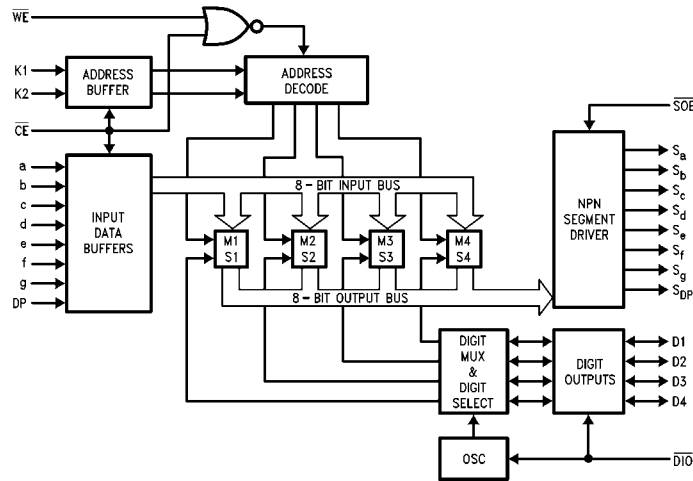 WE
K1
K2
ADDRESS
BUFFER
ADDRESS
DECODE
CE
SOE
a
b
c
d
e
f
g
DP
INPUT
DATA
BUFFERS
8 - BIT INPUT BUS
M1
S1
M2
S2
M3
S3
M4
S4
8 - BIT OUTPUT BUS
NPN
SEGMENT
DRIVER
Sa
Sb
Sc
Sd
Se
Sf
Sg
SDP
DIGIT
MUX
&
DIGIT
SELECT
DIGIT
OUTPUTS
D1
D2
D3
D4
OSC
DIO